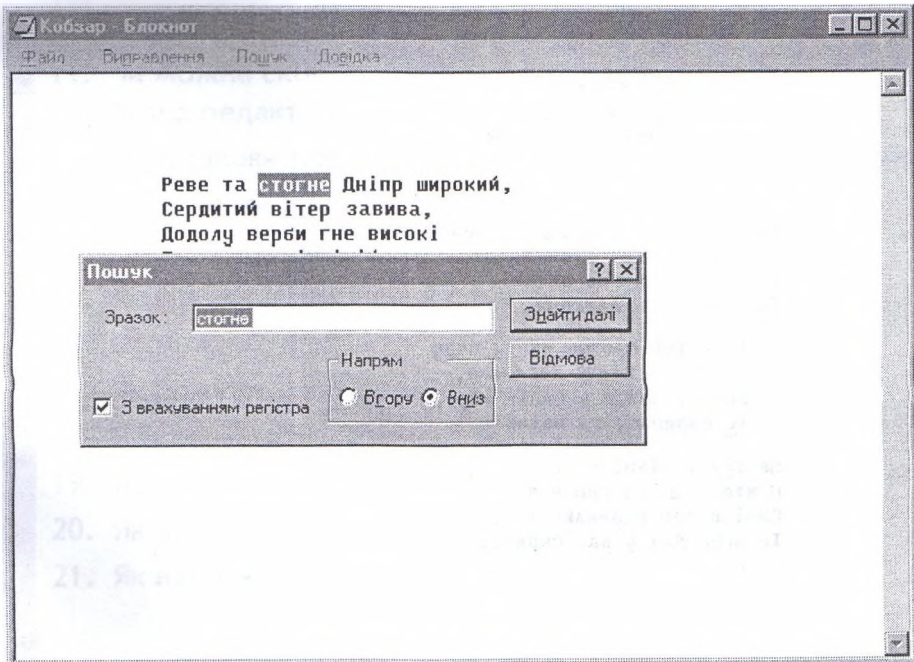 Кобзар - Блокнот
Файл Виправлення Пошук Довідка
Реве та стогне Дніпр широкий,
Сердитий вітер завива,
Додолу верби гне високі
Пошук
Зразок: стогне
Знайти далі
Напрям
Відмова
З врахуванням регістра
Вгору Вниз
20.
21.